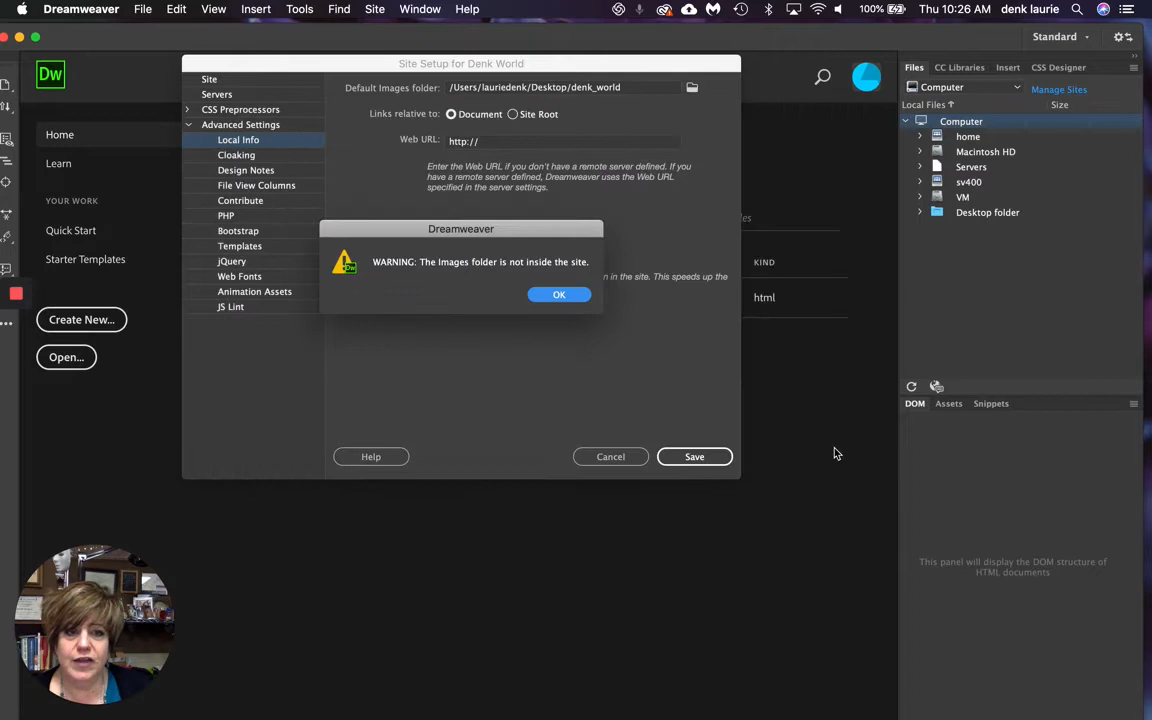 Dreamweaver File Edit View Insert Tools Find Site Window Help 100% Thu 10:26 AM denk laurie
Standard
Dw
Home
Learn
YOUR WORK
Quick Start
Starter Templates
Create New...
Open...
Site Setup for Denk World
Site
Servers
CSS Preprocessors
Advanced Settings
Local Info
Cloaking
Design Notes
File View Columns
Contribute
PHP
Bootstrap
Templates
jQuery
Web Fonts
Animation Assets
JS Lint
Default Images folder: /Users/lauriedenk/Desktop/denk_world
Links relative to: Document Site Root
Web URL: http://
Enter the Web URL if you don't have a remote server defined. If you
have a remote server defined, Dreamweaver uses the Web URL
specified in the server settings.
in the site. This speeds up the
Dreamweaver
WARNING: The Images folder is not inside the site.
OK
Help Cancel Save
KIND
html
Files CC Libraries Insert CSS Designer
Computer Manage Sites
Local Files Size
Computer
home
Macintosh HD
Servers
sv400
VM
Desktop folder
DOM Assets Snippets
This panel will display the DOM structure of
HTML documents